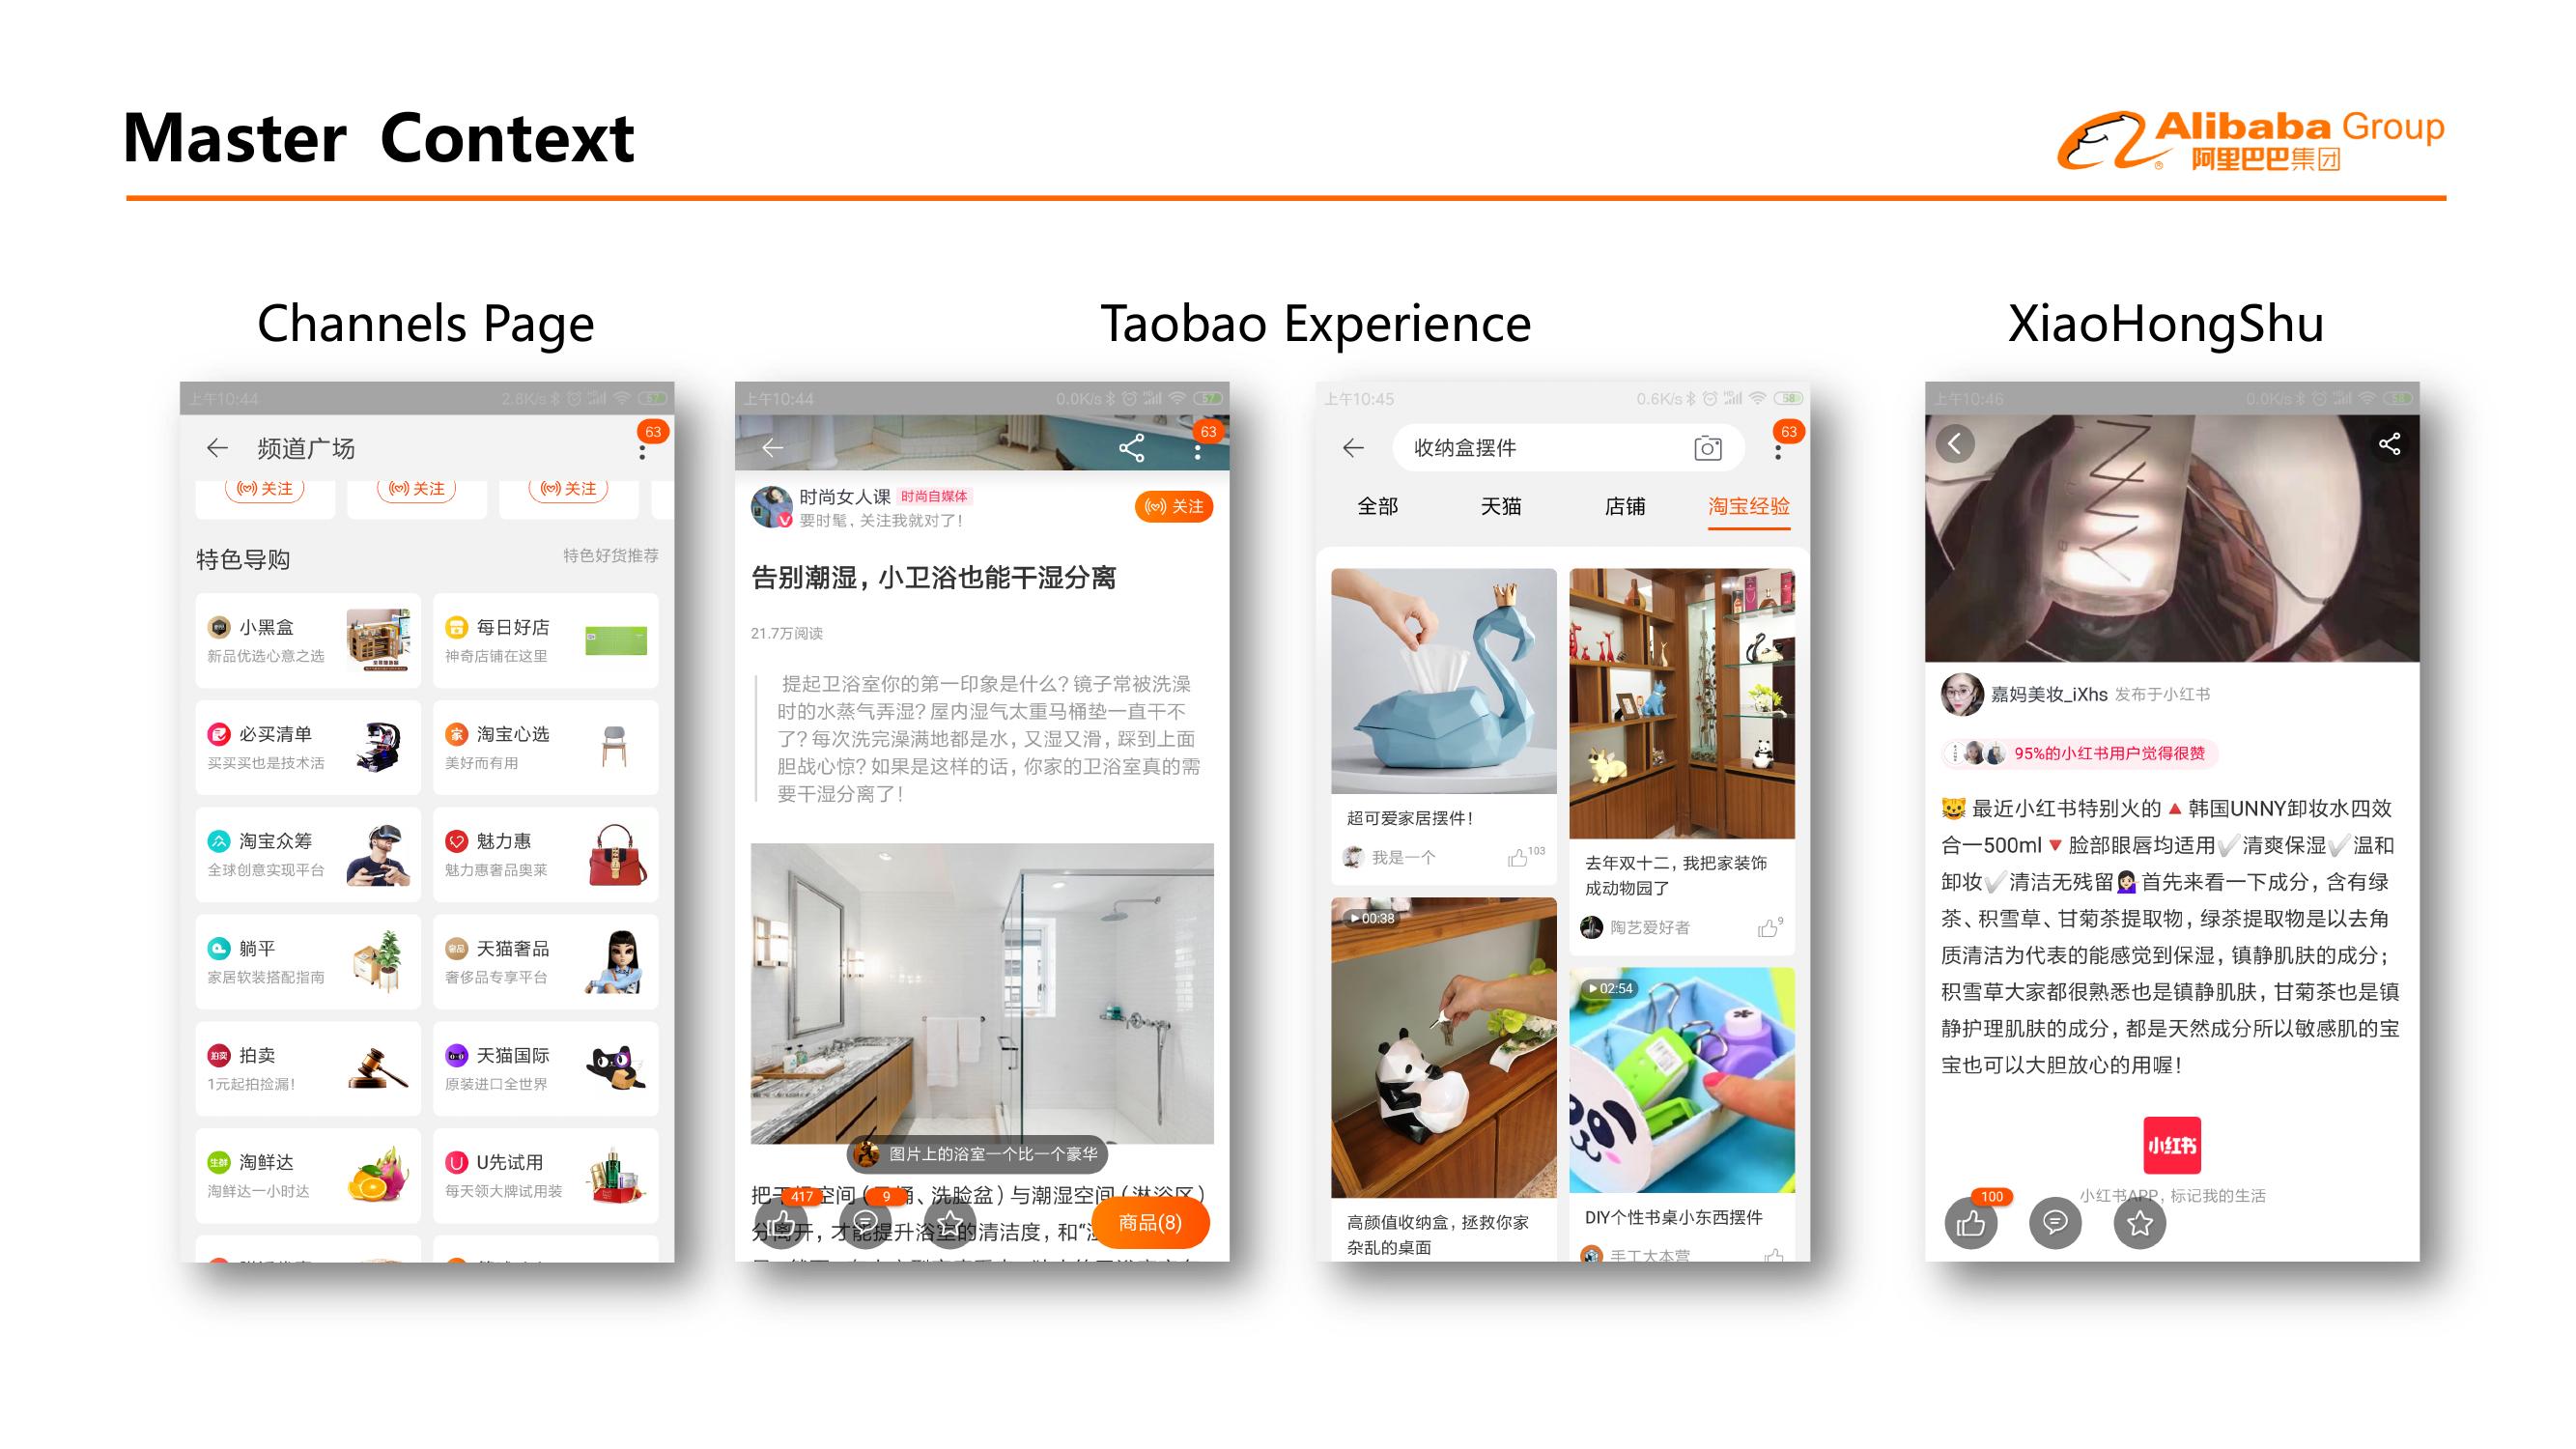 Master Context
Alibaba Group
阿里巴巴集团
Channels Page
Taobao Experience
XiaoHongShu
上午10:44
2.8K/s
57
频道广场
63
关注
关注
关注
特色导购
特色好货推荐
小黑盒
新品优选心意之选
每日好店
神奇店铺在这里
必买清单
买买买也是技术活
淘宝心选
美好而有用
淘宝众筹
全球创意实现平台
魅力惠
魅力惠奢品奥莱
躺平
家居软装搭配指南
天猫奢品
奢侈品专享平台
拍卖
1元起拍捡漏!
天猫国际
原装进口全世界
淘鲜达
淘鲜达一小时达
U先试用
每天领大牌试用装
上午10:44
0.0K/s
57
63
时尚女人课 时尚自媒体
要时髦，关注我就对了!
关注
告别潮湿，小卫浴也能干湿分离
21.7万阅读
提起卫浴室你的第一印象是什么？镜子常被洗澡
时的水蒸气弄湿？屋内湿气太重马桶垫一直干不
了？每次洗完澡满地都是水，又湿又滑，踩到上面
胆战心惊？如果是这样的话，你家的卫浴室真的需
要干湿分离了！
图片上的浴室一个比一个豪华
把干燥空间（马桶、洗脸盆）与潮湿空间（淋浴区）
分离开，才能提升浴室的清洁度，和“
417
9
商品(8)
上午10:45
0.6K/s
58
收纳盒摆件
63
全部
天猫
店铺
淘宝经验
超可爱家居摆件！
我是一个
103
去年双十二，我把家装饰
成动物园了
陶艺爱好者
9
00:38
高颜值收纳盒，拯救你家
杂乱的桌面
02:54
DIY个性书桌小东西摆件
手工大本营
上午10:46
0.0K/s
UNNY
嘉妈美妆_iXhs 发布于小红书
95%的小红书用户觉得很赞
😺 最近小红书特别火的🔺韩国UNNY卸妆水四效
合一500ml🔻脸部眼唇均适用✔清爽保湿✔温和
卸妆✔清洁无残留💁🏻‍♀️首先来看一下成分，含有绿
茶、积雪草、甘菊茶提取物，绿茶提取物是以去角
质清洁为代表的能感觉到保湿，镇静肌肤的成分；
积雪草大家都很熟悉也是镇静肌肤，甘菊茶也是镇
静护理肌肤的成分，都是天然成分所以敏感肌的宝
宝也可以大胆放心的用喔！
小红书
小红书APP，标记我的生活
100